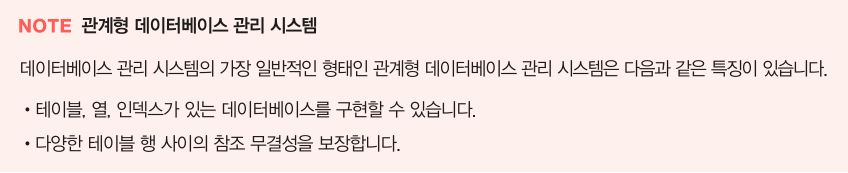 NOTE 관계형 데이터베이스 관리 시스템
데이터베이스 관리 시스템의 가장 일반적인 형태인 관계형 데이터베이스 관리 시스템은 다음과 같은 특징이 있습니다.
• 테이블, 열, 인덱스가 있는 데이터베이스를 구현할 수 있습니다.
• 다양한 테이블 행 사이의 참조 무결성을 보장합니다.